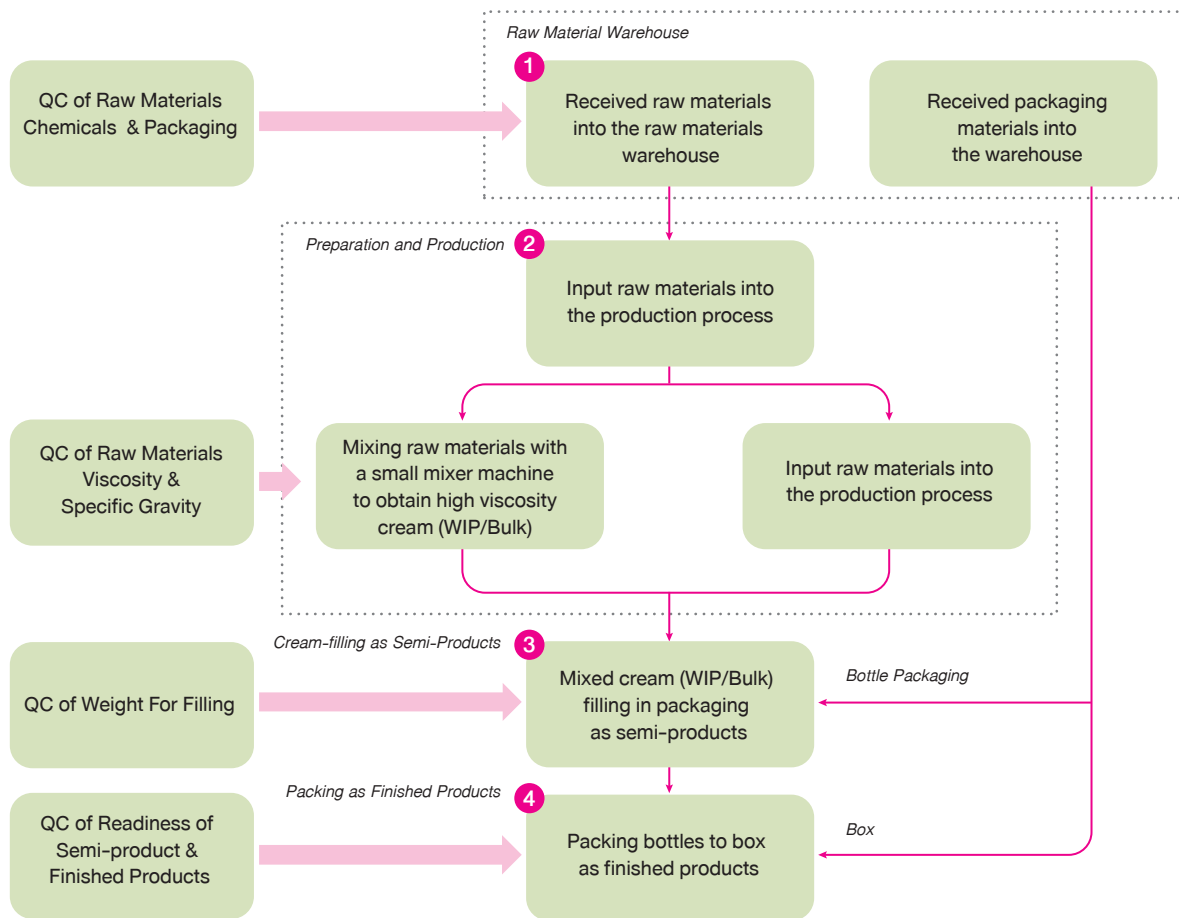 Raw Material Warehouse
1
QC of Raw Materials
Chemicals & Packaging
Received raw materials
into the raw materials
warehouse
Received packaging
materials into
the warehouse
Preparation and Production
2
Input raw materials into
the production process
QC of Raw Materials
Viscosity &
Specific Gravity
Mixing raw materials with
a small mixer machine
to obtain high viscosity
cream (WIP/Bulk)
Input raw materials into
the production process
Cream-filling as Semi-Products
3
QC of Weight For Filling
Mixed cream (WIP/Bulk)
filling in packaging
as semi-products
Bottle Packaging
Packing as Finished Products
4
QC of Readiness of
Semi-product &
Finished Products
Packing bottles to box
as finished products
Box